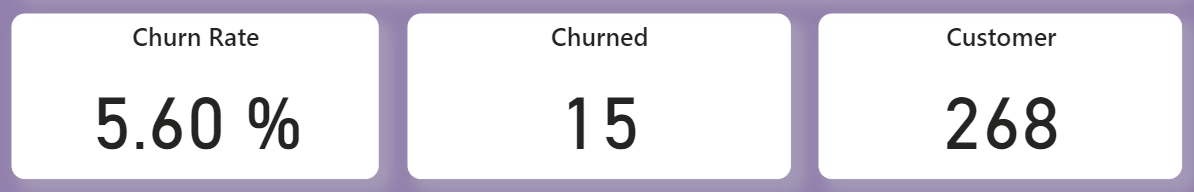 Churn Rate
5.60 %
Churned
15
Customer
268